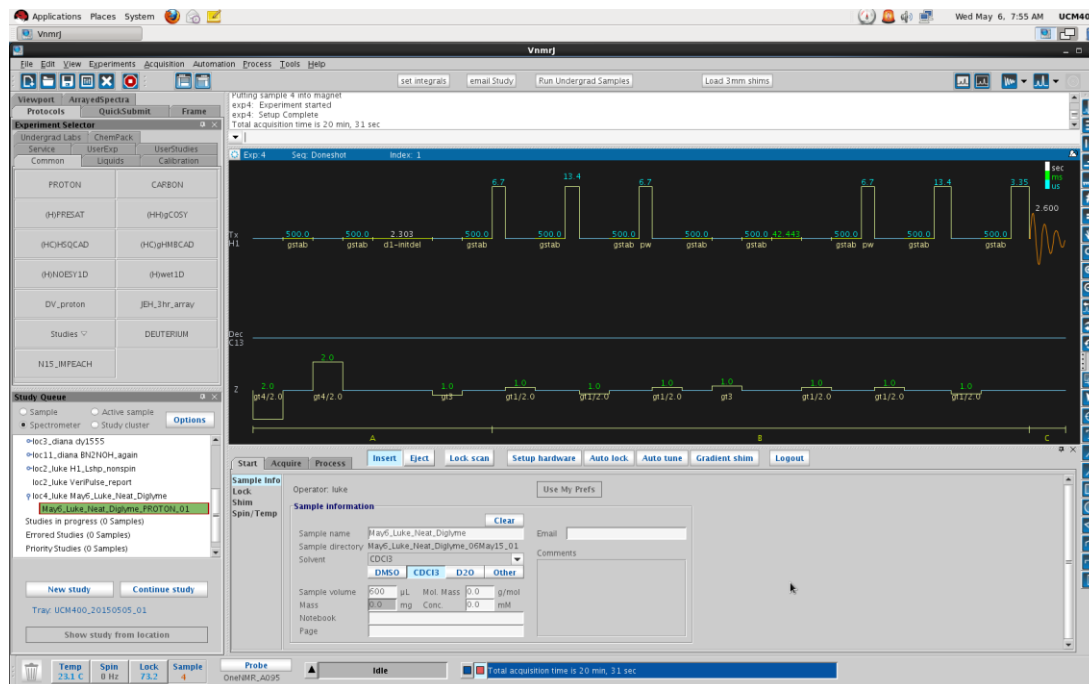 Applications Places System Wed May 6, 7:55 AM UCM40
VnmrJ
VnmrJ
File Edit View Experiments Acquisition Automation Process Tools Help
set integrals email Study Run Undergrad Samples Load 3mm shims
Viewport ArrayedSpectra
Protocols QuickSubmit Frame
Experiment Selector
Undergrad Labs ChemPack
Service UserExp UserStudies
Common Liquids Calibration
PROTON CARBON
(H)PRESAT (HH)gCOSY
(HC)HSQCAD (HC)gHMBCAD
(H)NOESY1D (H)wet1D
DV_proton JEH_3hr_array
Studies DEUTERIUM
N15_IMPEACH
Putting sample 4 into magnet
exp4: Experiment started
exp4: Setup Complete
Total acquisition time is 20 min, 31 sec
Exp:4 Seq: Doneshot Index: 1
sec
ms
us
6.7 13.4 6.7 6.7 13.4 3.35
2.600
Tx
H1
500.0 500.0 2.303 500.0 500.0 500.0 500.0 500.0 42.443 500.0 500.0 500.0
gstab gstab d1-initdel gstab gstab gstab pw gstab gstab gstab pw gstab gstab
Dec
C13
Z
2.0 2.0 1.0 1.0 1.0 1.0 1.0 1.0 1.0 1.0
gt4/2.0 gt4/2.0 gt3 gt1/2.0 gt1/2.0 gt1/2.0 gt3 gt1/2.0 gt1/2.0 gt1/2.0
A B C
Study Queue
Sample Active sample
Spectrometer Study cluster
Options
loc3_diana dy1555
loc11_diana BN2NOH_again
loc2_luke H1_Lshp_nonspin
loc2_luke VeriPulse_report
loc4_luke May6_Luke_Neat_Diglyme
May6_Luke_Neat_Diglyme_PROTON_01
Studies in progress (0 Samples)
Errored Studies (0 Samples)
Priority Studies (0 Samples)
New study Continue study
Tray: UCM400_20150505_01
Show study from location
Start Acquire Process Insert Eject Lock scan Setup hardware Auto lock Auto tune Gradient shim Logout
Sample Info
Lock
Shim
Spin/Temp
Operator: luke Use My Prefs
Sample information
Clear
Sample name May6_Luke_Neat_Diglyme Email
Sample directory May6_Luke_Neat_Diglyme_06May15_01
Solvent CDCl3 Comments
DMSO CDCl3 D2O Other
Sample volume 600 µL Mol. Mass 0.0 g/mol
Mass 0.0 mg Conc. 0.0 mM
Notebook
Page
Temp Spin Lock Sample
23.1 C 0 Hz 73.2 4
Probe
OneNMR_A095
Idle
Total acquisition time is 20 min, 31 sec